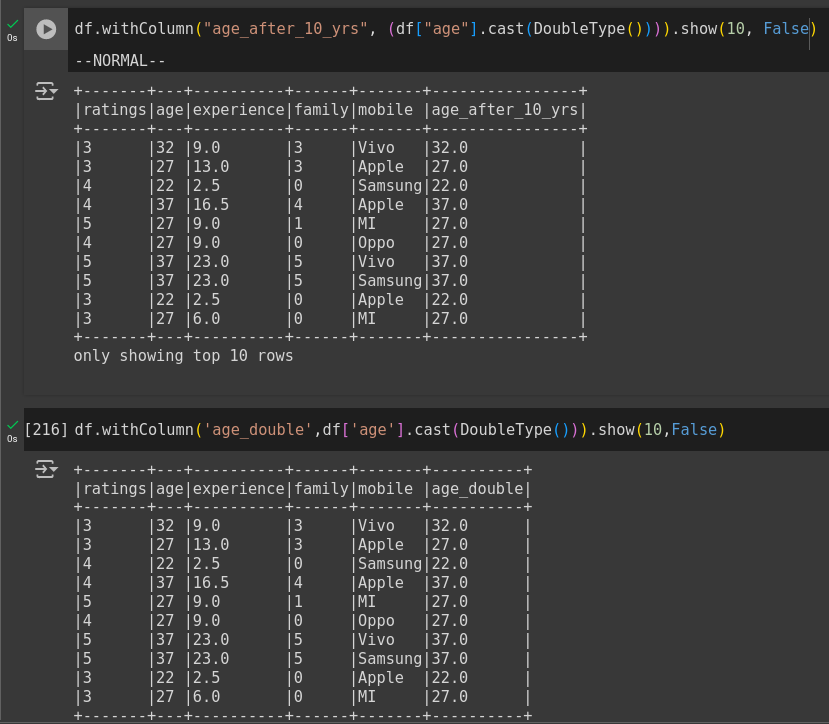 df.withColumn("age_after_10_yrs", (df["age"].cast(DoubleType()))).show(10, False)
0s
--NORMAL--
+-------+---+----------+------+-------+----------------+
|ratings|age|experience|family|mobile |age_after_10_yrs|
+-------+---+----------+------+-------+----------------+
|3      |32 |9.0       |3     |Vivo   |32.0            |
|3      |27 |13.0      |3     |Apple  |27.0            |
|4      |22 |2.5       |0     |Samsung|22.0            |
|4      |37 |16.5      |4     |Apple  |37.0            |
|5      |27 |9.0       |1     |MI     |27.0            |
|4      |27 |9.0       |0     |Oppo   |27.0            |
|5      |37 |23.0      |5     |Vivo   |37.0            |
|5      |37 |23.0      |5     |Samsung|37.0            |
|3      |22 |2.5       |0     |Apple  |22.0            |
|3      |27 |6.0       |0     |MI     |27.0            |
+-------+---+----------+------+-------+----------------+
only showing top 10 rows
[216] df.withColumn('age_double',df['age'].cast(DoubleType())).show(10,False)
0s
+-------+---+----------+------+-------+----------+
|ratings|age|experience|family|mobile |age_double|
+-------+---+----------+------+-------+----------+
|3      |32 |9.0       |3     |Vivo   |32.0      |
|3      |27 |13.0      |3     |Apple  |27.0      |
|4      |22 |2.5       |0     |Samsung|22.0      |
|4      |37 |16.5      |4     |Apple  |37.0      |
|5      |27 |9.0       |1     |MI     |27.0      |
|4      |27 |9.0       |0     |Oppo   |27.0      |
|5      |37 |23.0      |5     |Vivo   |37.0      |
|5      |37 |23.0      |5     |Samsung|37.0      |
|3      |22 |2.5       |0     |Apple  |22.0      |
|3      |27 |6.0       |0     |MI     |27.0      |
+-------+---+----------+------+-------+----------+